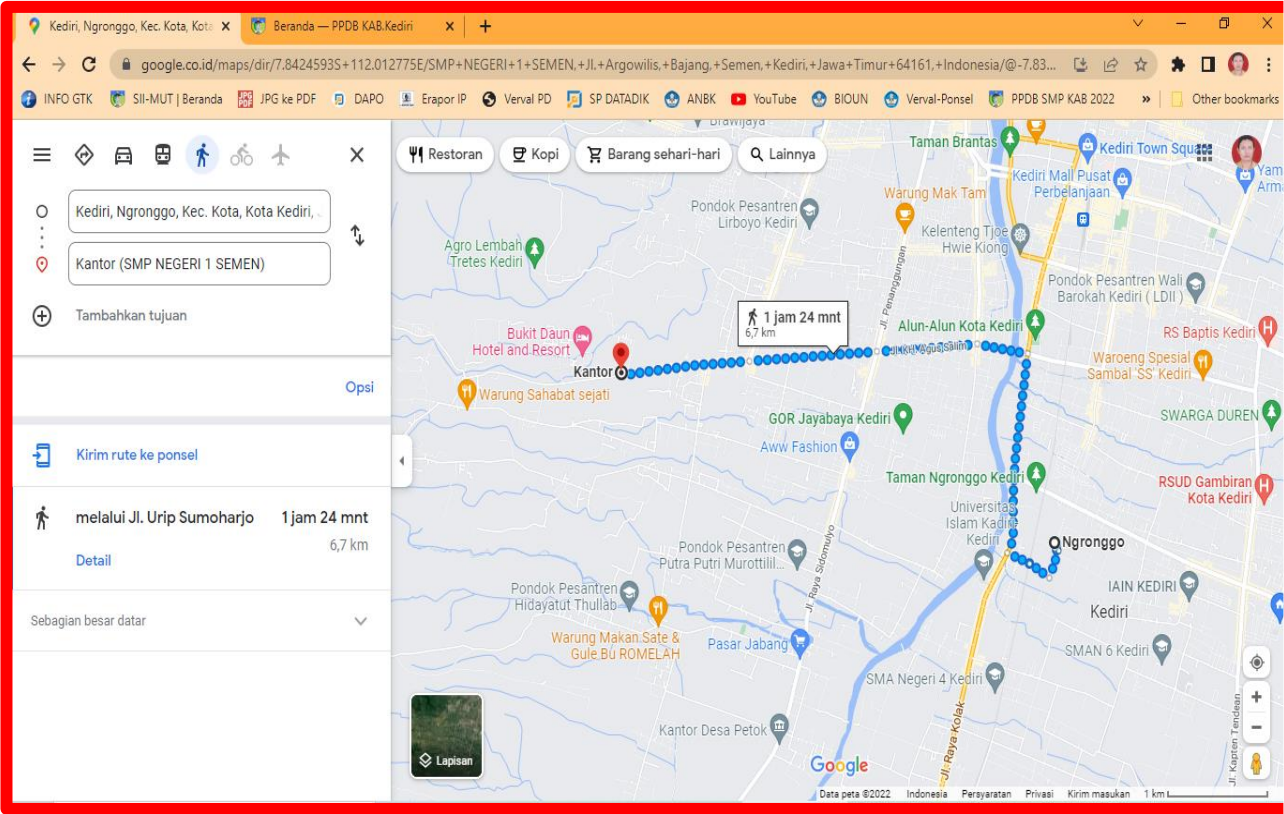 Kediri, Ngronggo, Kec. Kota, Kota
Beranda — PPDB KAB.Kediri
google.co.id/maps/dir/7.8424593S+112.012775E/SMP+NEGERI+1+SEMEN,+Jl.+Argowilis,+Bajang,+Semen,+Kediri,+Jawa+Timur+64161,+Indonesia/@-7.83...
INFO GTK
SII-MUT | Beranda
JPG ke PDF
DAPO
Erapor IP
Verval PD
SP DATADIK
ANBK
YouTube
BIOUN
Verval-Ponsel
PPDB SMP KAB 2022
»
Other bookmarks
Kediri, Ngronggo, Kec. Kota, Kota Kediri,
Kantor (SMP NEGERI 1 SEMEN)
Tambahkan tujuan
Opsi
Kirim rute ke ponsel
melalui Jl. Urip Sumoharjo
1 jam 24 mnt
6,7 km
Detail
Sebagian besar datar
Restoran
Kopi
Barang sehari-hari
Lainnya
Taman Brantas
Kediri Town Square
Kediri Mall Pusat
Perbelanjaan
Warung Mak Tam
Pondok Pesantren
Lirboyo Kediri
Kelenteng Tjoe
Hwie Kiong
Agro Lembah
Tretes Kediri
Jl. Penanggungan
Pondok Pesantren Wali
Barokah Kediri ( LDII )
1 jam 24 mnt
6,7 km
Alun-Alun Kota Kediri
RS Baptis Kediri
Bukit Daun
Hotel and Resort
Jl. KH Agus Salim
Waroeng Spesial
Sambal 'SS' Kediri
Kantor
Warung Sahabat sejati
GOR Jayabaya Kediri
SWARGA DUREN
Aww Fashion
Taman Ngronggo Kediri
RSUD Gambiran
Kota Kediri
Universitas
Islam Kadiri
Kediri
Ngronggo
Pondok Pesantren
Putra Putri Murottilil...
Jl. Raya Sidomulyo
Pondok Pesantren
Hidayatut Thullab
IAIN KEDIRI
Kediri
Warung Makan Sate &
Gule Bu ROMELAH
Pasar Jabang
SMAN 6 Kediri
SMA Negeri 4 Kediri
Kantor Desa Petok
Jl. Raya Kolak
Jl. Kapten Tendean
Lapisan
Google
Data peta ©2022
Indonesia
Persyaratan
Privasi
Kirim masukan
1 km